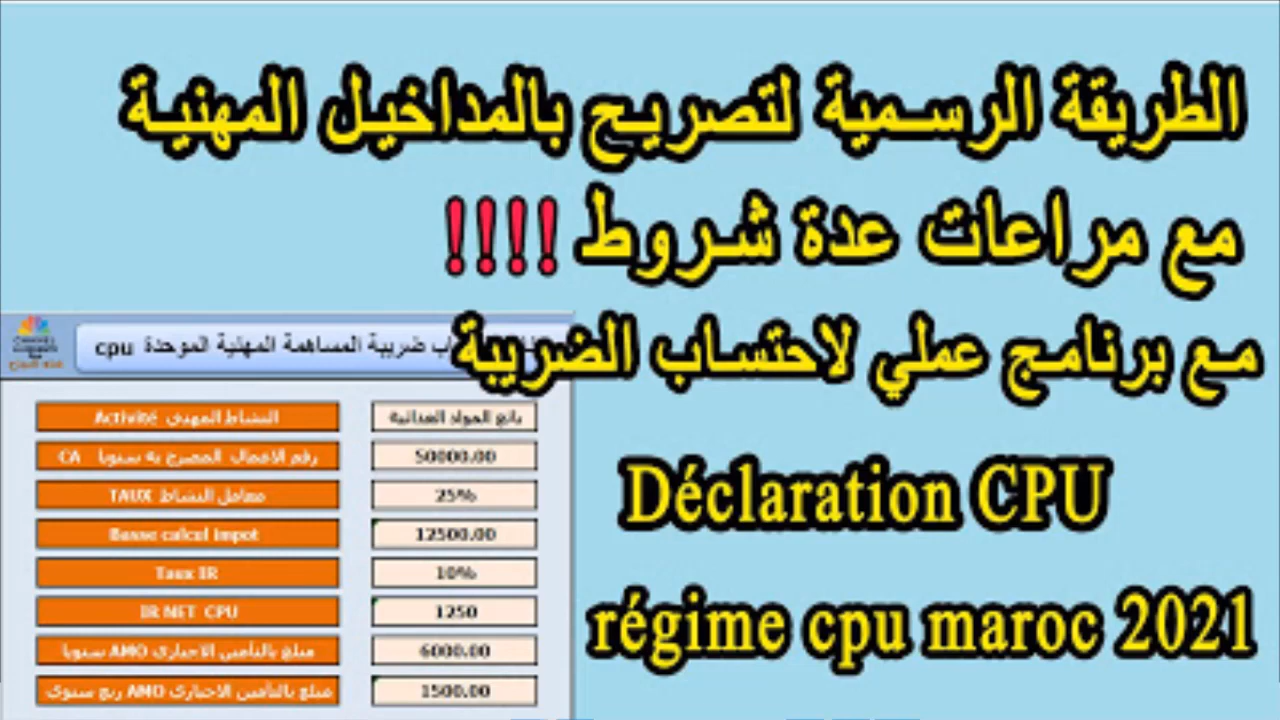 الطريقة الرسمية لتصريح بالمداخيل المهنية
مع مراعات عدة شروط !!!!
مع برنامج عملي لاحتساب الضريبة
Déclaration CPU
régime cpu maroc 2021
ضريبة المساهمة المهنية الموحدة cpu
النشاط المهني Activité بائع المواد الغذائية
رقم الاعمال المصرح به سنويا CA 50000.00
معامل النشاط TAUX 25%
Basse calcul impot 12500.00
Taux IR 10%
IR NET CPU 1250
مبلغ بالتأمين الاجباري AMO سنويا 6000.00
مبلغ بالتأمين الاجباري AMO ربع سنوي 1500.00